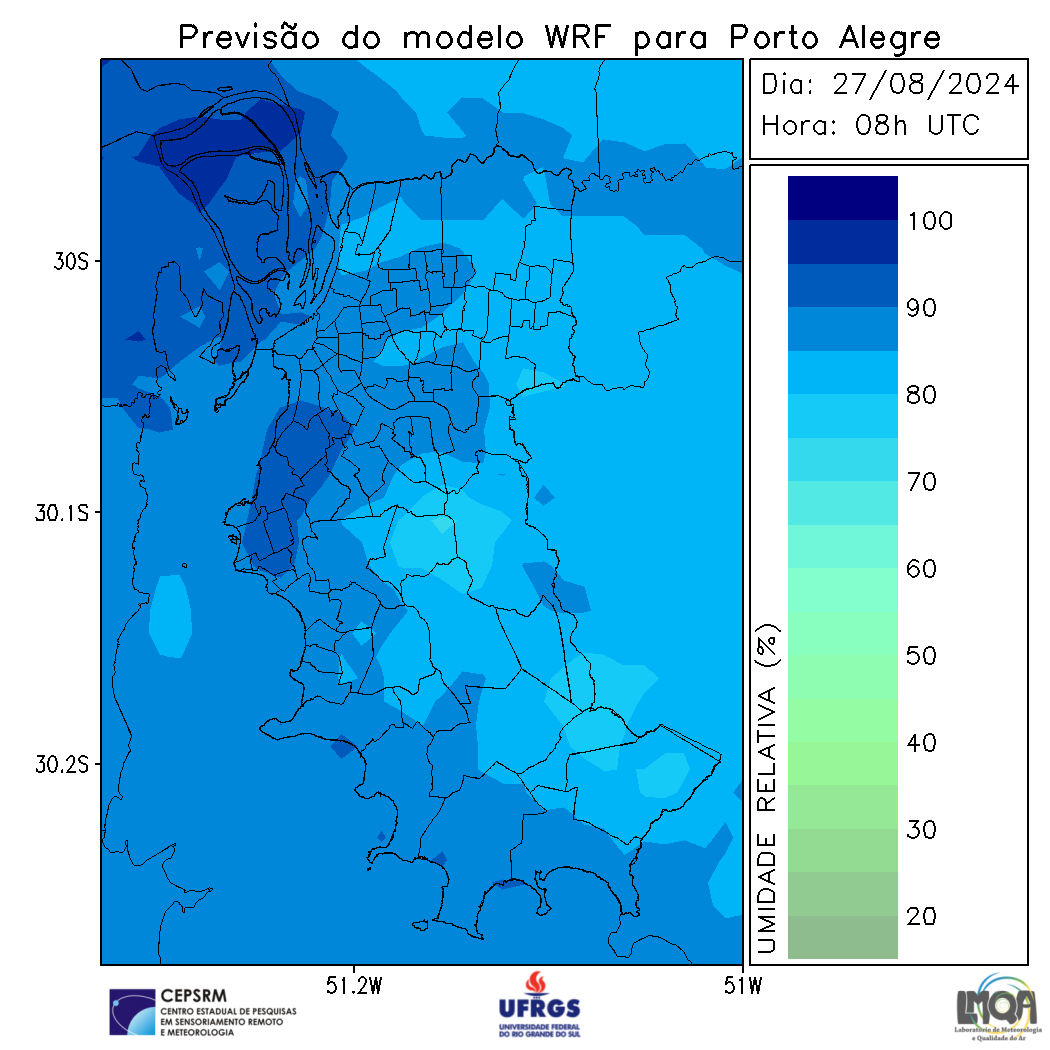 Previsão do modelo WRF para Porto Alegre
Dia: 27/08/2024
Hora: 08h UTC
100
90
80
70
60
50
40
30
20
UMIDADE RELATIVA (%)
30S
30.1S
30.2S
51.2W
51W
CEPSRM
CENTRO ESTADUAL DE PESQUISAS
EM SENSORIAMENTO REMOTO
E METEOROLOGIA
UFRGS
UNIVERSIDADE FEDERAL
DO RIO GRANDE DO SUL
LMQA
Laboratório de Meteorologia
e Qualidade do Ar